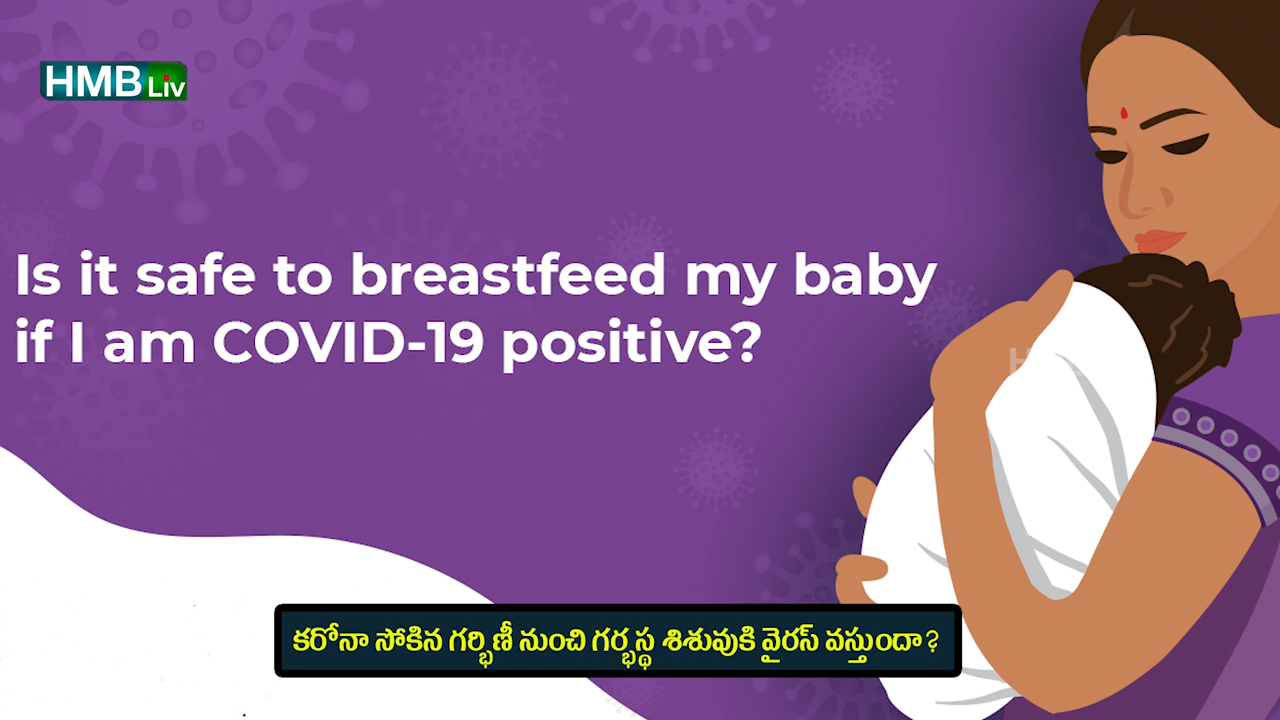 HMB Liv
Is it safe to breastfeed my baby
if I am COVID-19 positive?
కరోనా సోకిన గర్భిణీ నుంచి గర్భస్థ శిశువుకి వైరస్ వస్తుందా?